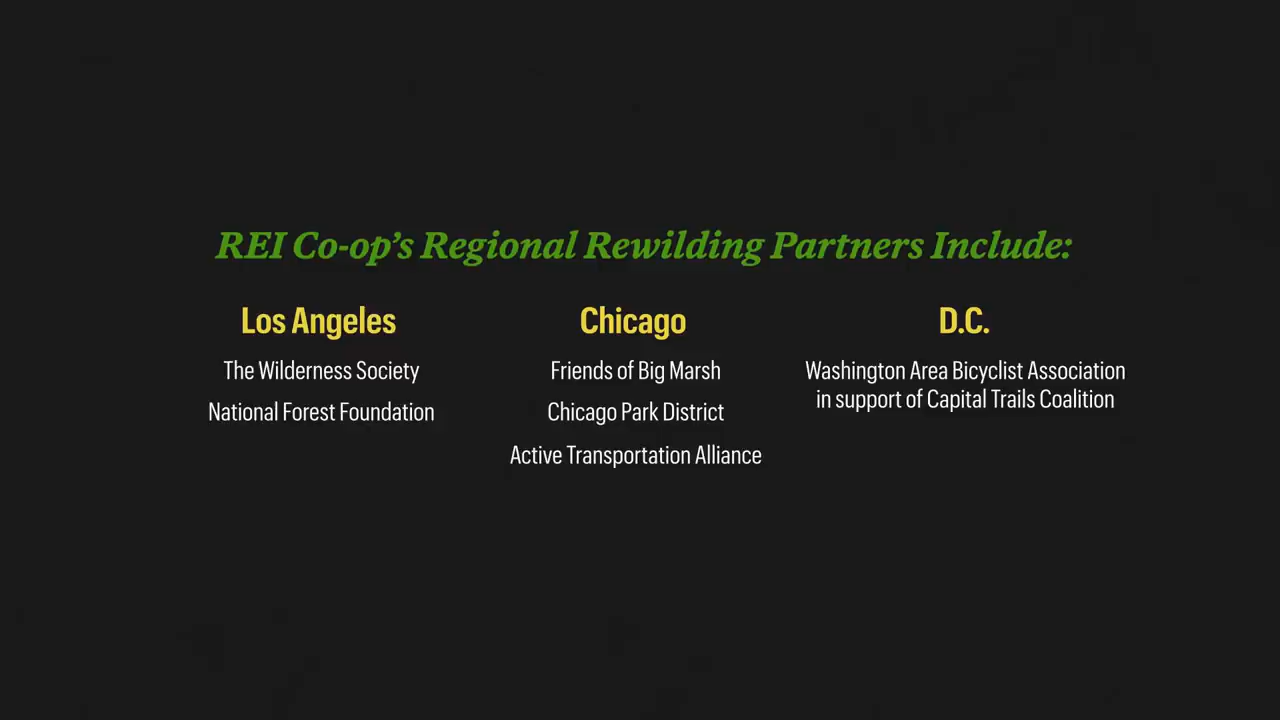 REI Co-op’s Regional Rewilding Partners Include:
Los Angeles
The Wilderness Society
National Forest Foundation
Chicago
Friends of Big Marsh
Chicago Park District
Active Transportation Alliance
D.C.
Washington Area Bicyclist Association
in support of Capital Trails Coalition